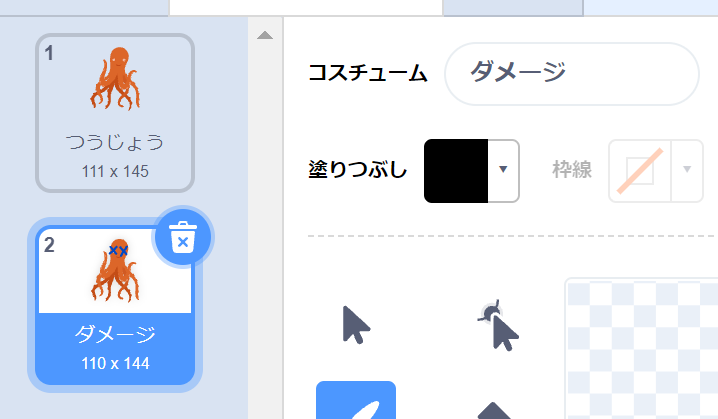 1
つうじょう
111 x 145
2
ダメージ
110 x 144
コスチューム
ダメージ
塗りつぶし
枠線